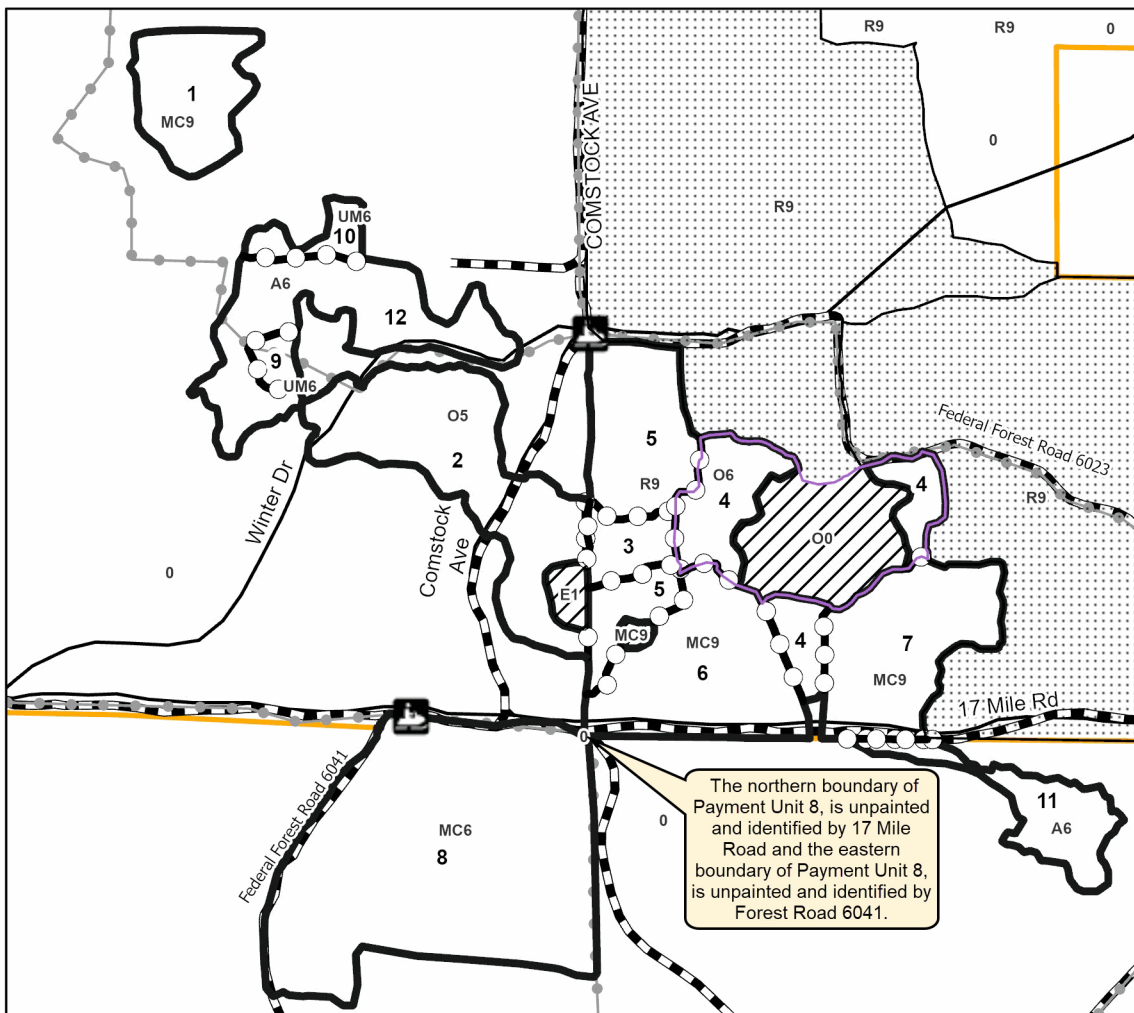 R9
R9
0
1
MC9
COMSTOCK AVE
0
R9
UM6
10
A6
12
9
UM6
O5
2
5
R9
O6
4
4
Federal Forest Road 6023
R9
Winter Dr
Comstock
Ave
O0
3
0
E1
5
MC9
MC9
6
4
7
MC9
17 Mile Rd
0
Federal Forest Road 6041
MC6
8
0
The northern boundary of
Payment Unit 8, is unpainted
and identified by 17 Mile
Road and the eastern
boundary of Payment Unit 8,
is unpainted and identified by
Forest Road 6041.
11
A6